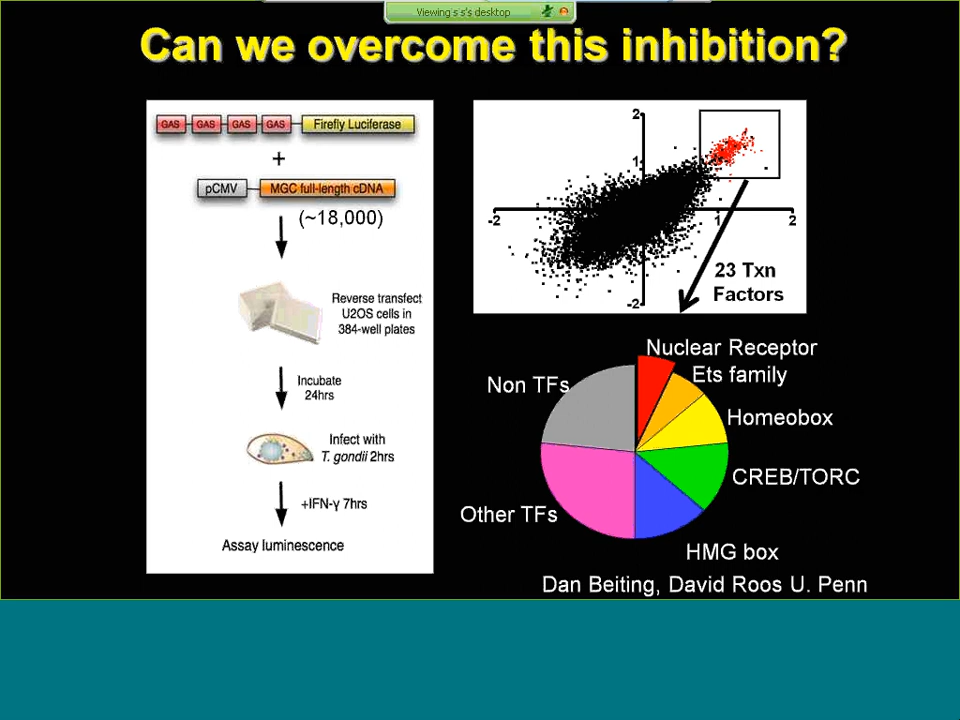 Viewing s's's desktop
Can we overcome this inhibition?
GAS GAS GAS GAS Firefly Luciferase
+
pCMV MGC full-length cDNA
(~18,000)
Reverse transfect
U2OS cells in
384-well plates
Incubate
24hrs
Infect with
T. gondii 2hrs
+IFN-γ 7hrs
Assay luminescence
2
1
-2 1 2
-2
23 Txn
Factors
Nuclear Receptor
Ets family
Non TFs
Homeobox
CREB/TORC
Other TFs
HMG box
Dan Beiting, David Roos U. Penn